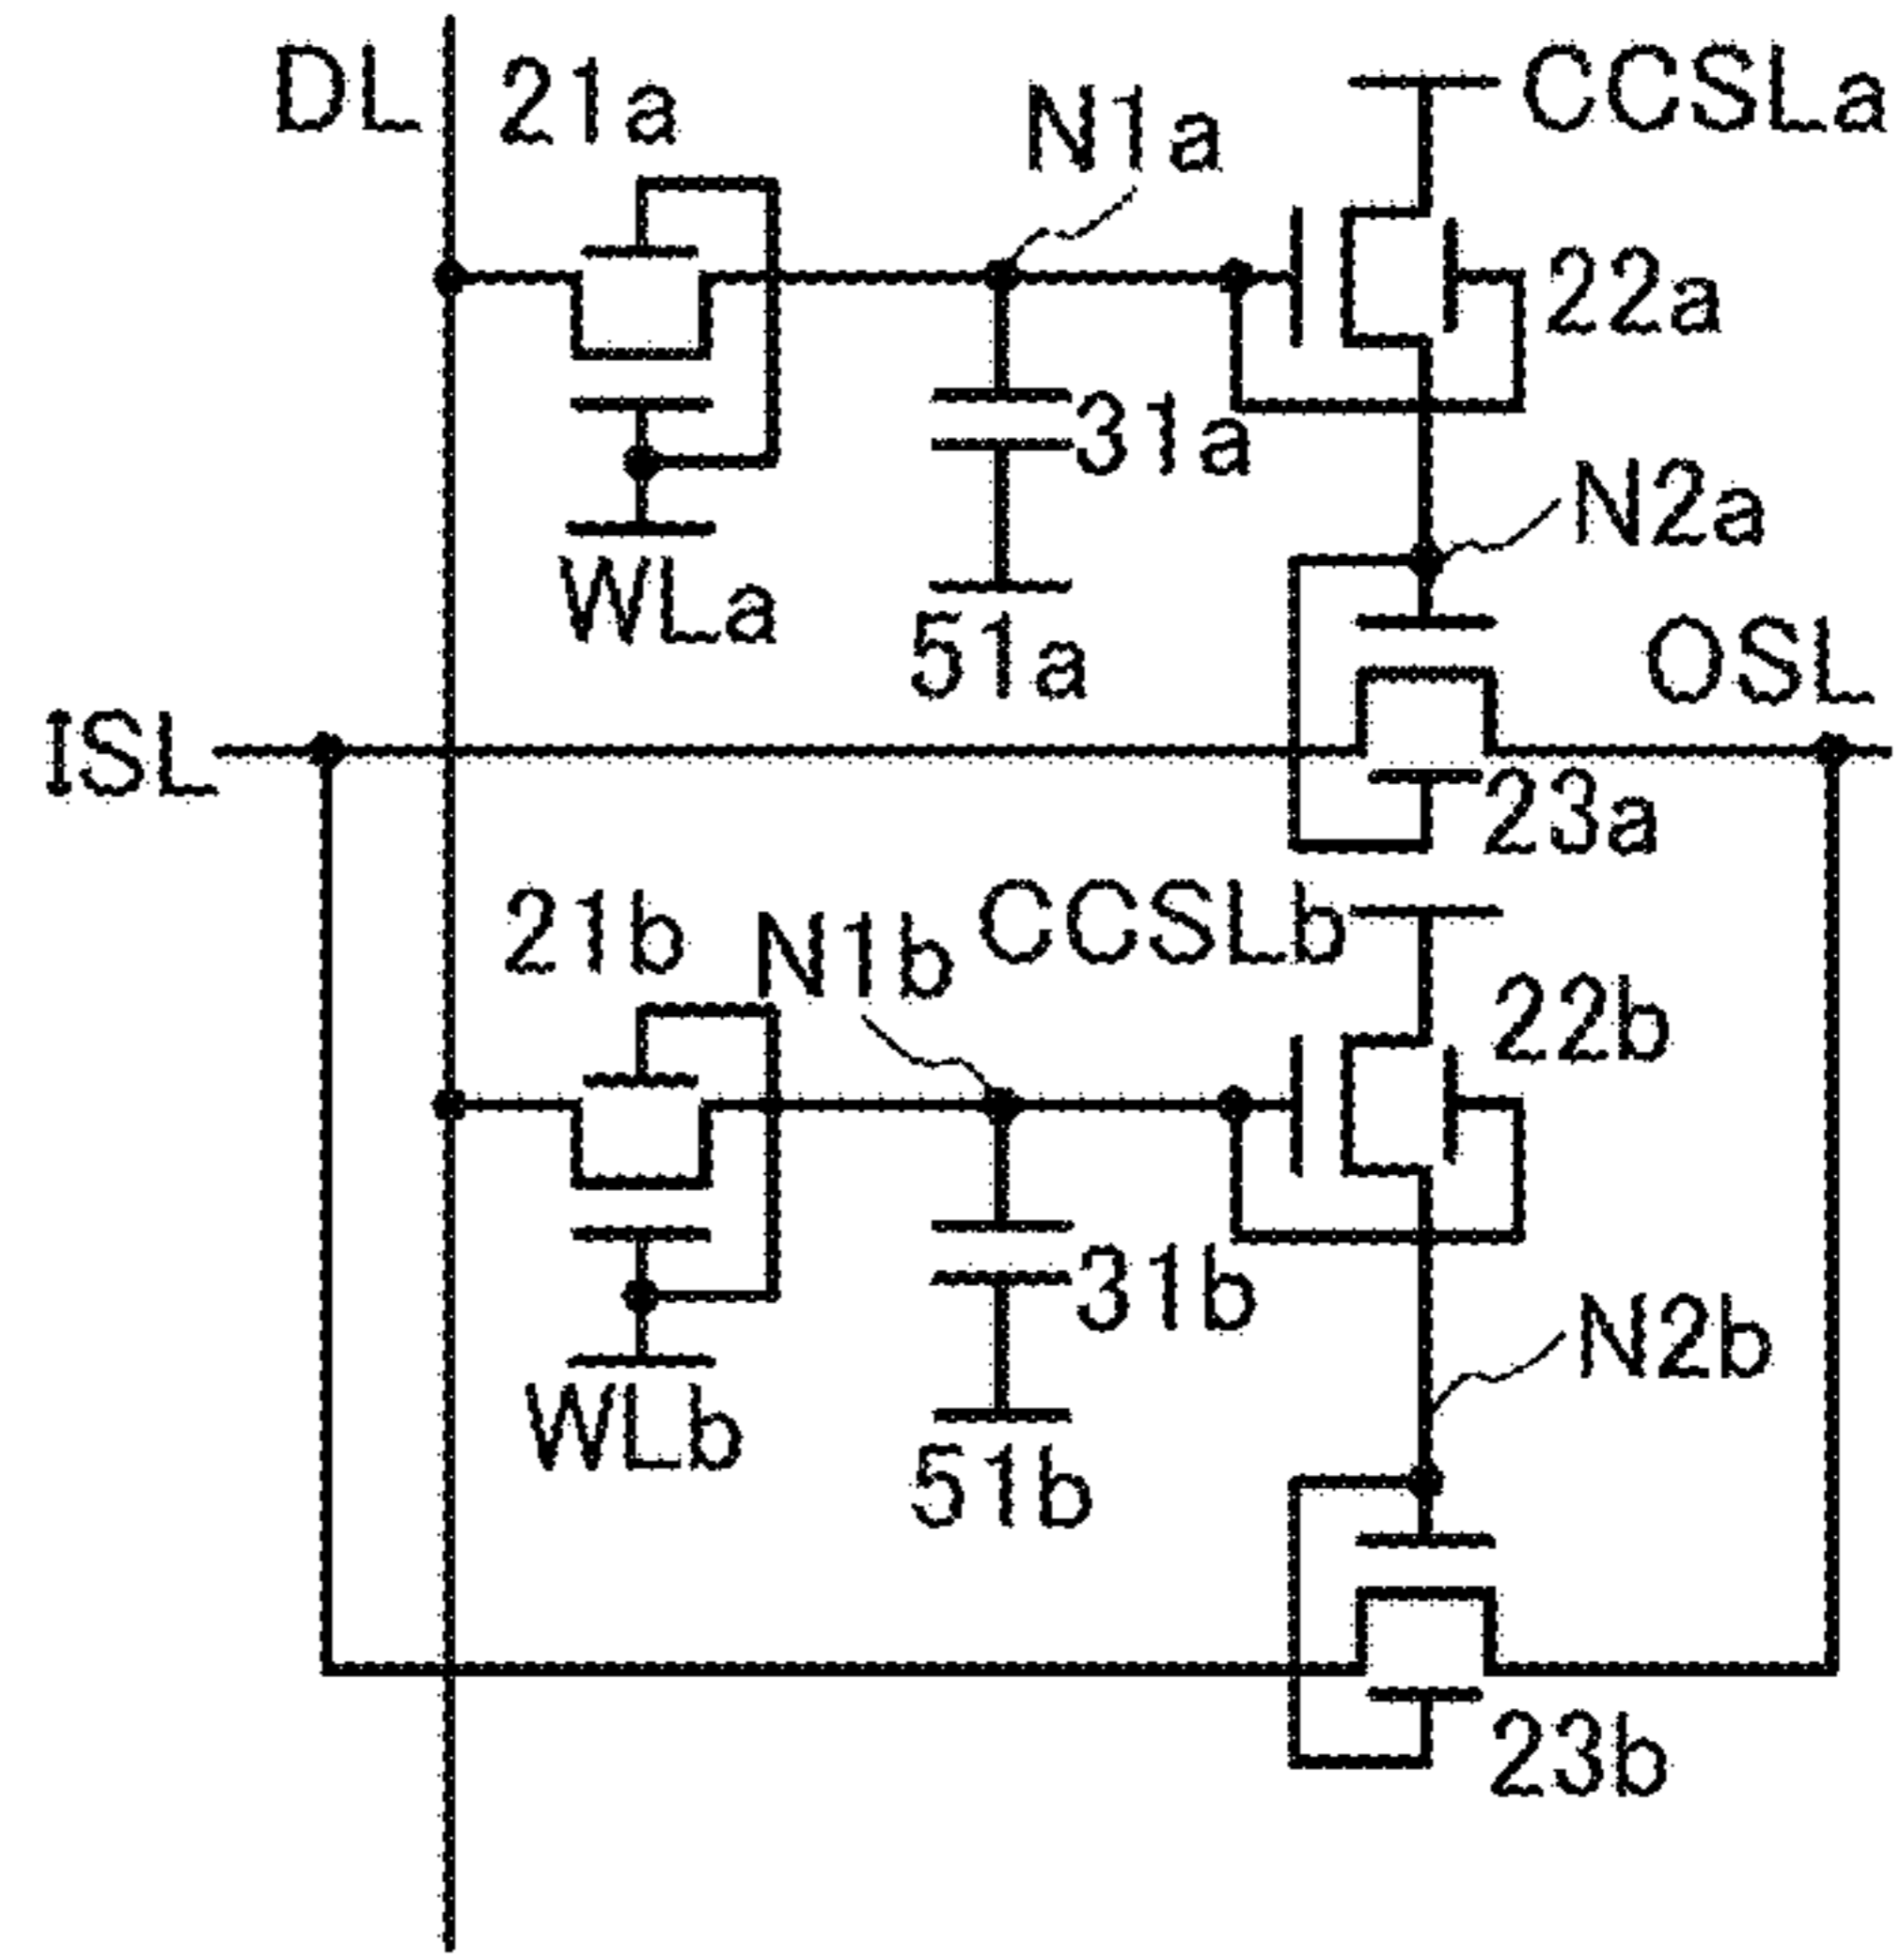 DL
21a
N1a
CCSLa
22a
31a
N2a
WLa
51a
OSL
ISL
23a
21b
N1b
CCSLb
22b
31b
N2b
WLb
51b
23b